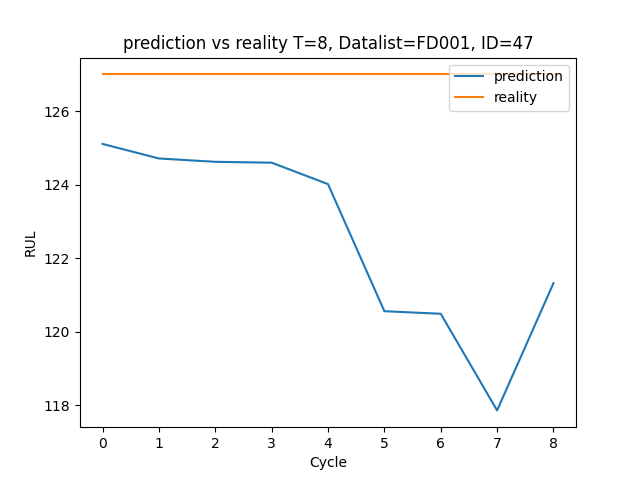 prediction vs reality T=8, Datalist=FD001, ID=47
prediction
reality
126
124
122
120
118
RUL
0 1 2 3 4 5 6 7 8
Cycle